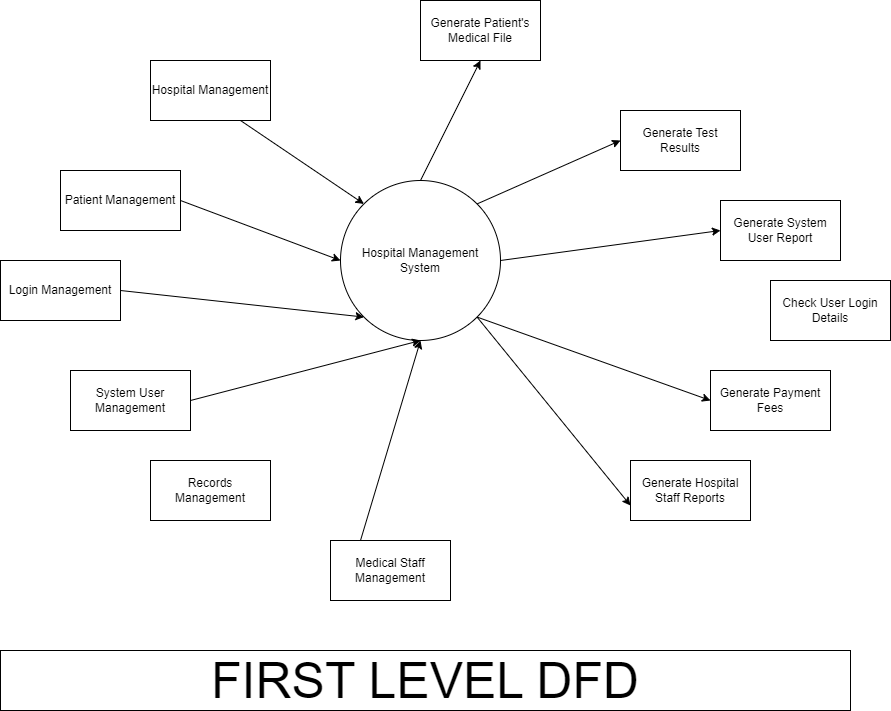 Generate Patient's
Medical File
Hospital Management
Generate Test
Results
Patient Management
Generate System
User Report
Hospital Management
System
Login Management
Check User Login
Details
System User
Management
Generate Payment
Fees
Records
Management
Generate Hospital
Staff Reports
Medical Staff
Management
FIRST LEVEL DFD